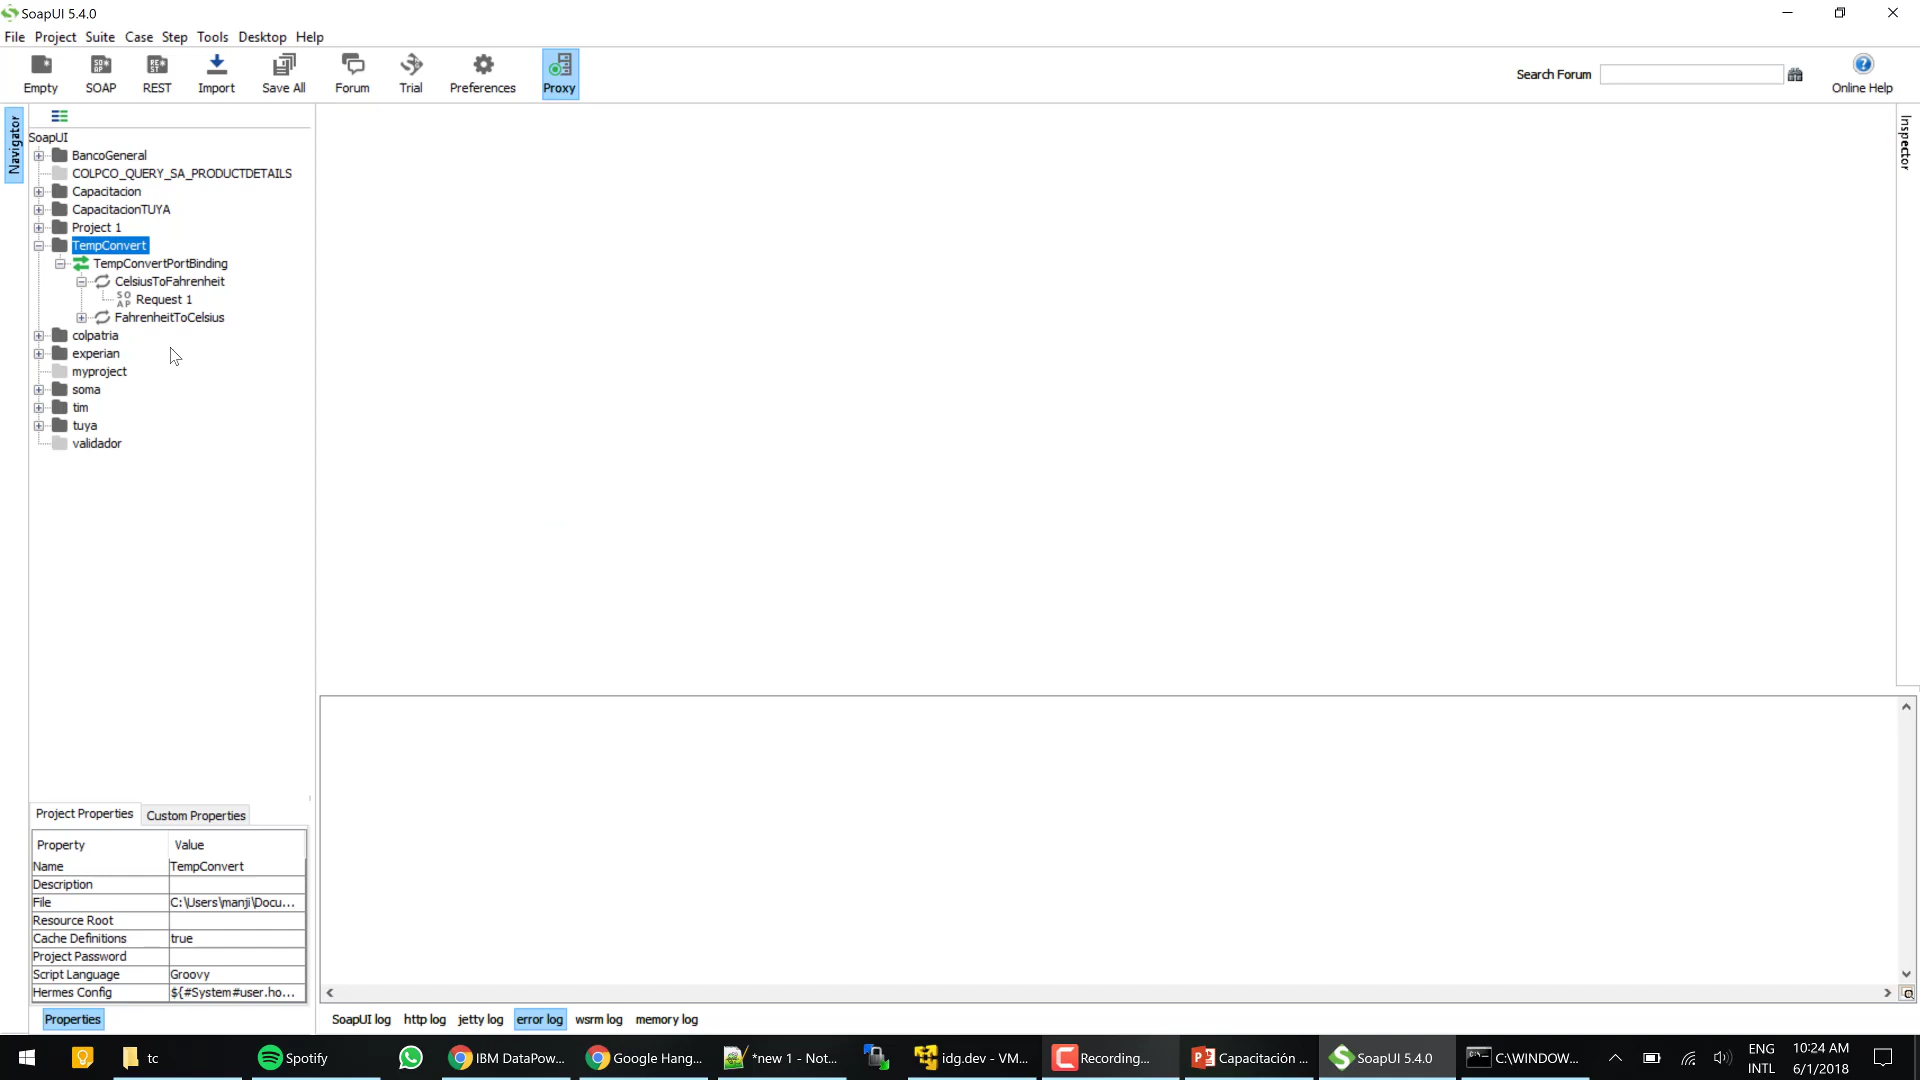 SoapUI 5.4.0
File Project Suite Case Step Tools Desktop Help
Empty SOAP REST Import Save All Forum Trial Preferences Proxy
Search Forum
Online Help
Navigator
Inspector
SoapUI
BancoGeneral
COLPCO_QUERY_SA_PRODUCTDETAILS
Capacitacion
CapacitacionTUYA
Project 1
TempConvert
TempConvertPortBinding
CelsiusToFahrenheit
Request 1
FahrenheitToCelsius
colpatria
experian
myproject
soma
tim
tuya
validador
Project Properties Custom Properties
Property Value
Name TempConvert
Description
File C:\Users\manji\Docu...
Resource Root
Cache Definitions true
Project Password
Script Language Groovy
Hermes Config ${#System#user.ho...
Properties
SoapUI log http log jetty log error log wsrm log memory log
tc Spotify IBM DataPow... Google Hang... *new 1 - Not... idg.dev - VM... Recording... Capacitación ... SoapUI 5.4.0 C:\WINDOW...
ENG 10:24 AM
INTL 6/1/2018